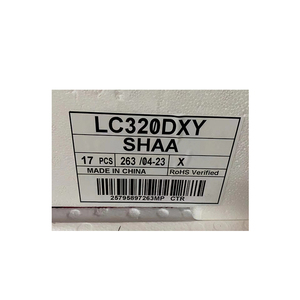 LC320DXY
SHAA
17 PCS 263 /04-23 X
MADE IN CHINA RoHS Verified
25795897263MP CTR